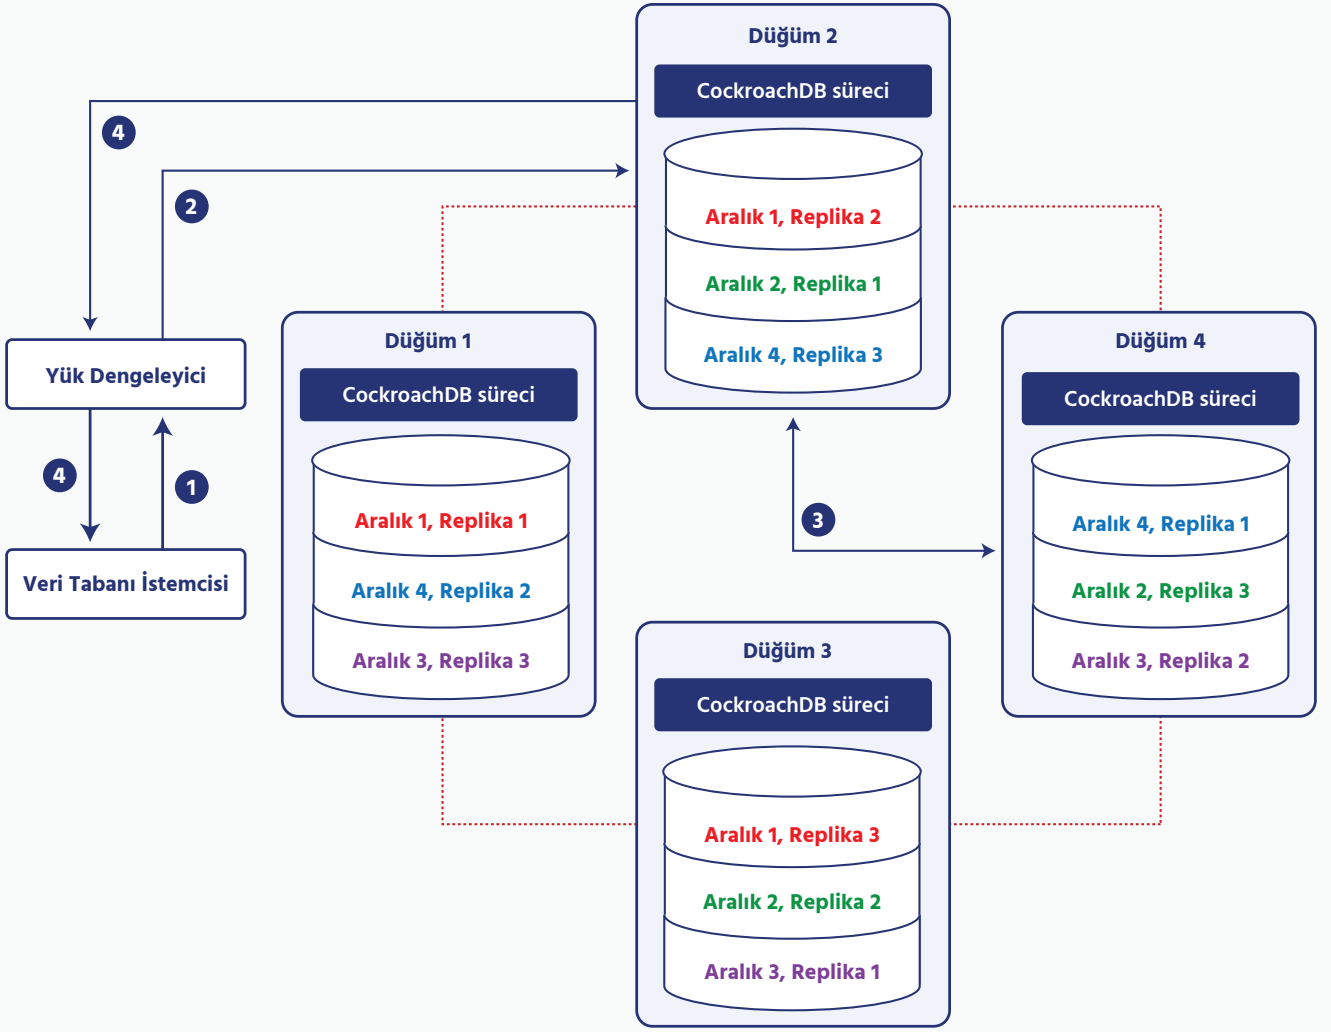 Düğüm 2
CockroachDB süreci
Aralık 1, Replika 2
Aralık 2, Replika 1
Aralık 4, Replika 3
4
2
Yük Dengeleyici
4
1
Veri Tabanı İstemcisi
Düğüm 1
CockroachDB süreci
Aralık 1, Replika 1
Aralık 4, Replika 2
Aralık 3, Replika 3
3
Düğüm 4
CockroachDB süreci
Aralık 4, Replika 1
Aralık 2, Replika 3
Aralık 3, Replika 2
Düğüm 3
CockroachDB süreci
Aralık 1, Replika 3
Aralık 2, Replika 2
Aralık 3, Replika 1